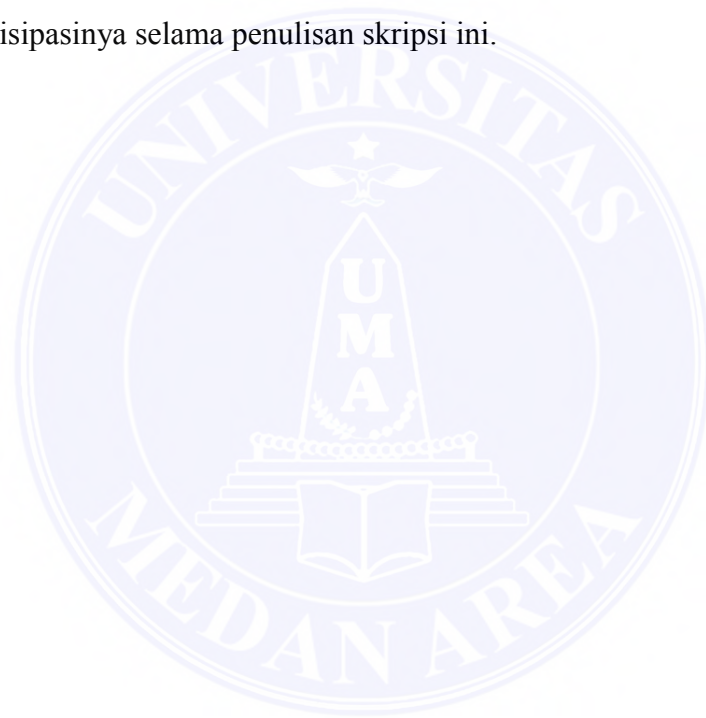 isipasinya selama penulisan skripsi ini.
UNIVERSITAS
U
M
A
MEDAN AREA